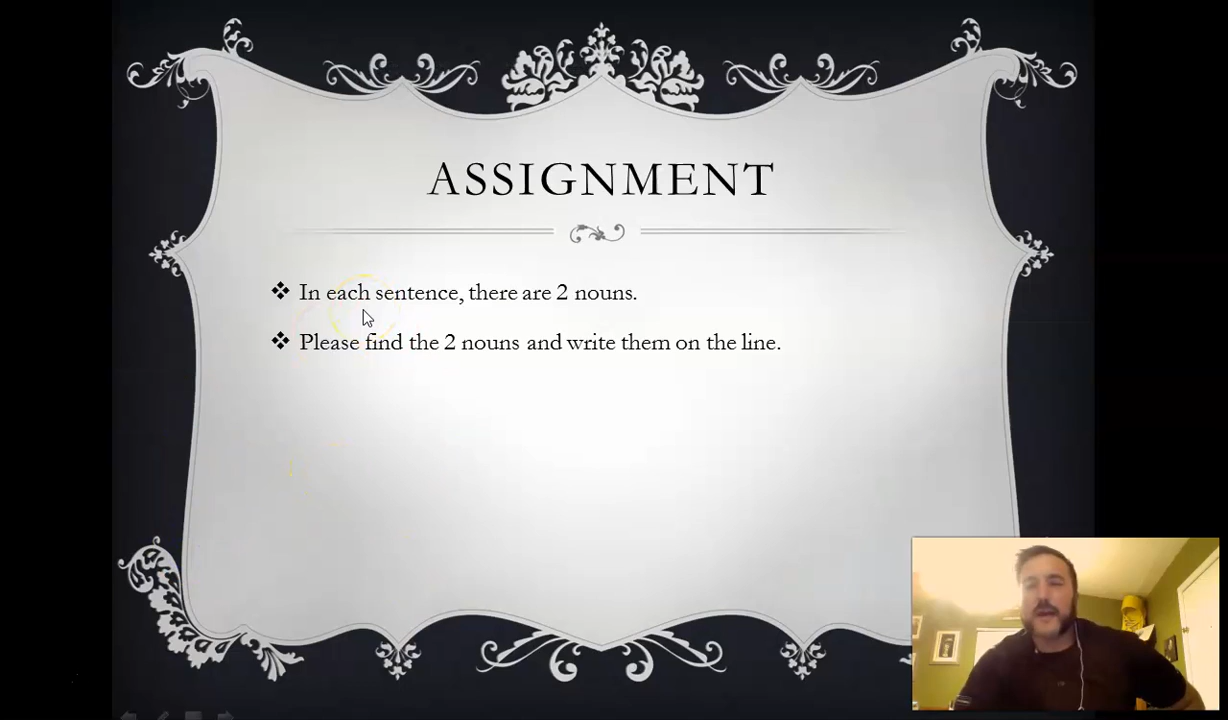 ASSIGNMENT
In each sentence, there are 2 nouns.
Please find the 2 nouns and write them on the line.